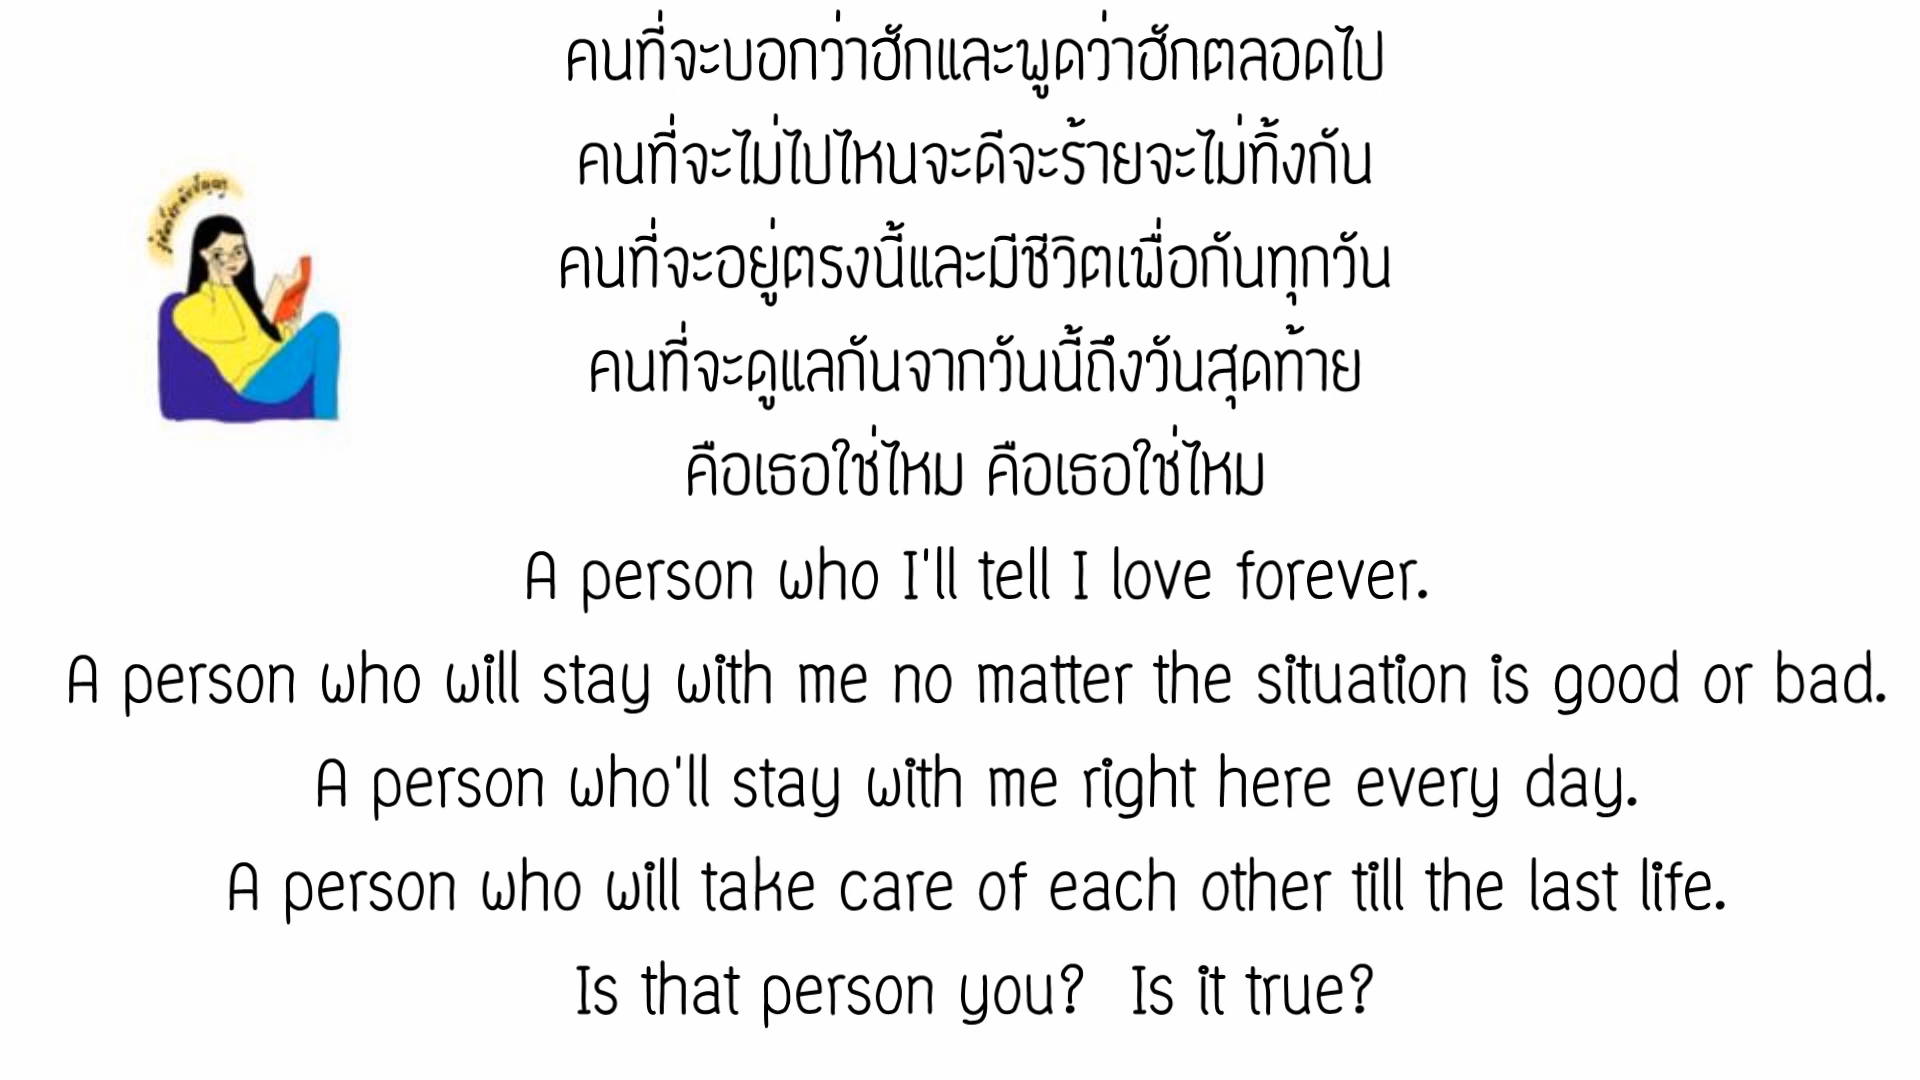 คนที่จะบอกว่าฮักและพูดว่าฮักตลอดไป
คนที่จะไม่ไปไหนจะดีจะร้ายจะไม่ทิ้งกัน
คนที่จะอยู่ตรงนี้และมีชีวิตเพื่อกันทุกวัน
คนที่จะดูแลกันจากวันนี้ถึงวันสุดท้าย
คือเธอใช่ไหม คือเธอใช่ไหม
A person who I'll tell I love forever.
A person who will stay with me no matter the situation is good or bad.
A person who'll stay with me right here every day.
A person who will take care of each other till the last life.
Is that person you? Is it true?